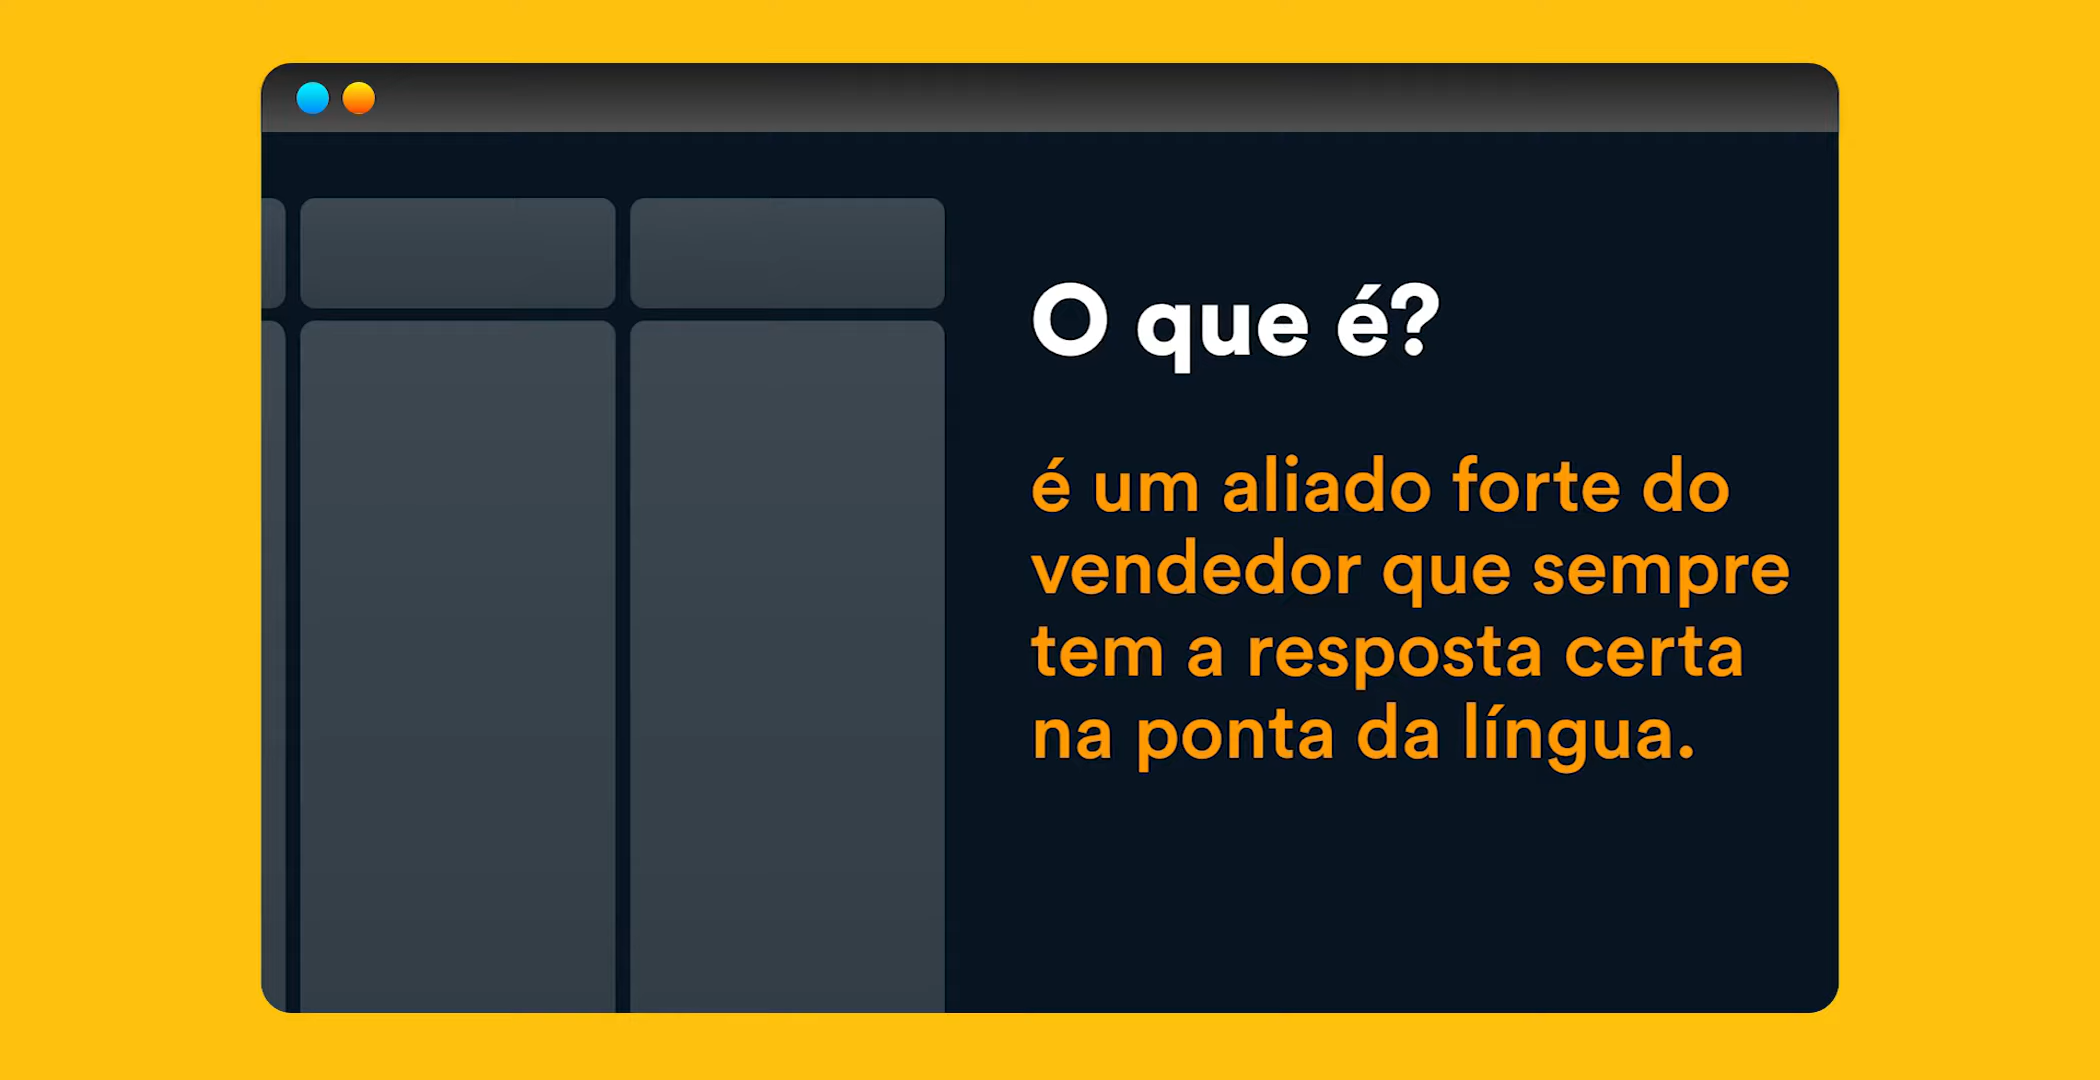 O que é?
é um aliado forte do
vendedor que sempre
tem a resposta certa
na ponta da língua.